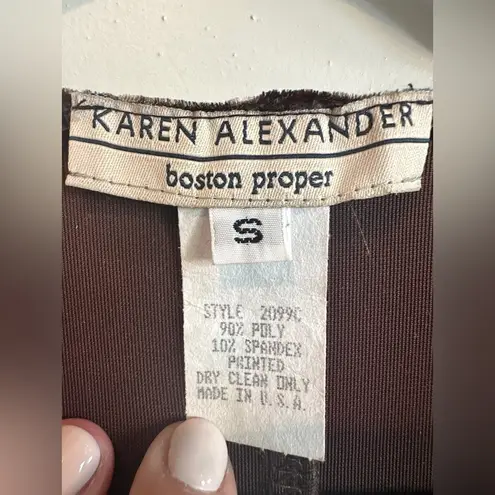 KAREN ALEXANDER
boston proper
S
STYLE 2099C
90% POLY
10% SPANDEX
PRINTED
DRY CLEAN ONLY
MADE IN U.S.A.